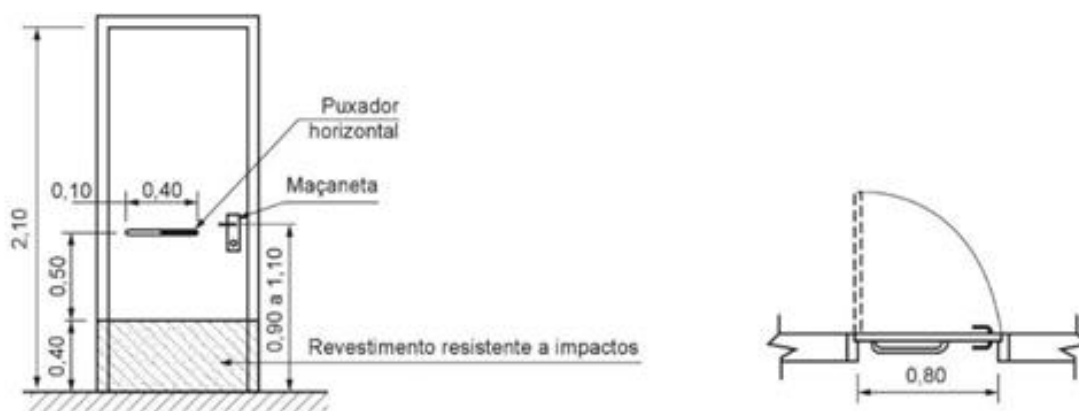 Puxador
horizontal
0,10
0,40
Maçaneta
2,10
0,50
0,90 a 1,10
0,40
Revestimento resistente a impactos
0,80